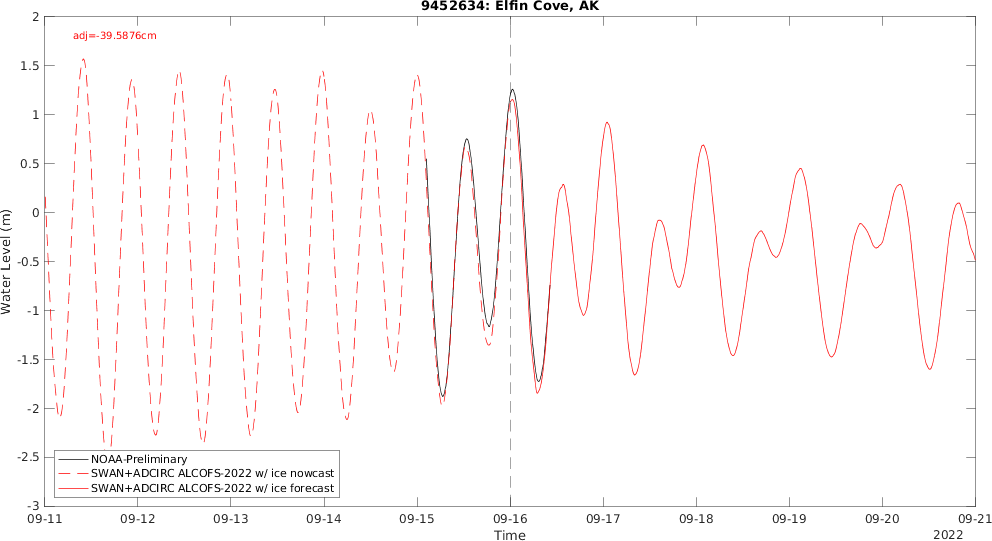 9452634: Elfin Cove, AK
adj=-39.5876cm
2
1.5
1
0.5
0
-0.5
-1
-1.5
-2
-2.5
-3
Water Level (m)
NOAA-Preliminary
SWAN+ADCIRC ALCOFS-2022 w/ ice nowcast
SWAN+ADCIRC ALCOFS-2022 w/ ice forecast
09-11 09-12 09-13 09-14 09-15 09-16 09-17 09-18 09-19 09-20 09-21
Time
2022